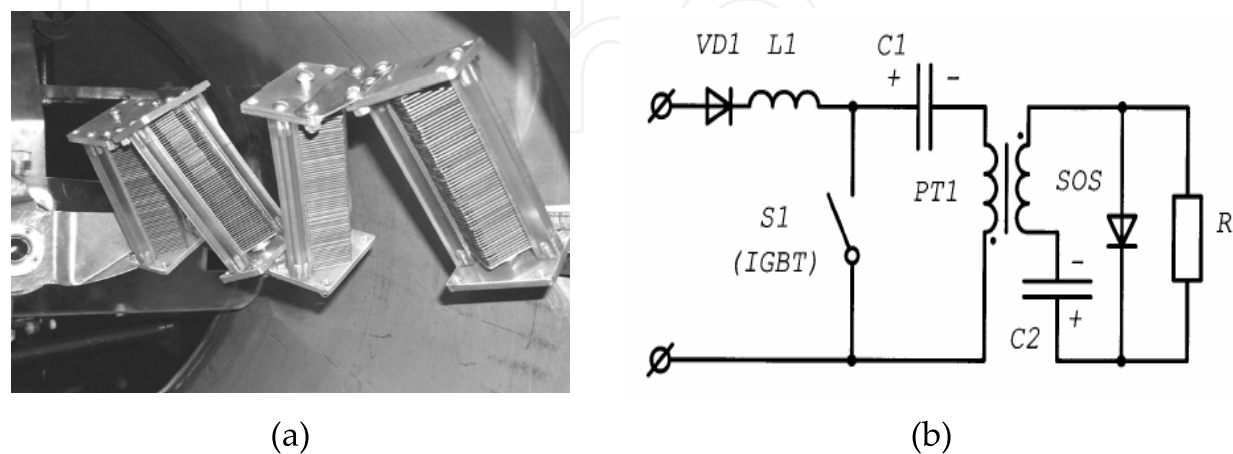 VD1 L1 C1
+ -
PT1 SOS
S1
(IGBT)
R
-
+
C2
(a) (b)